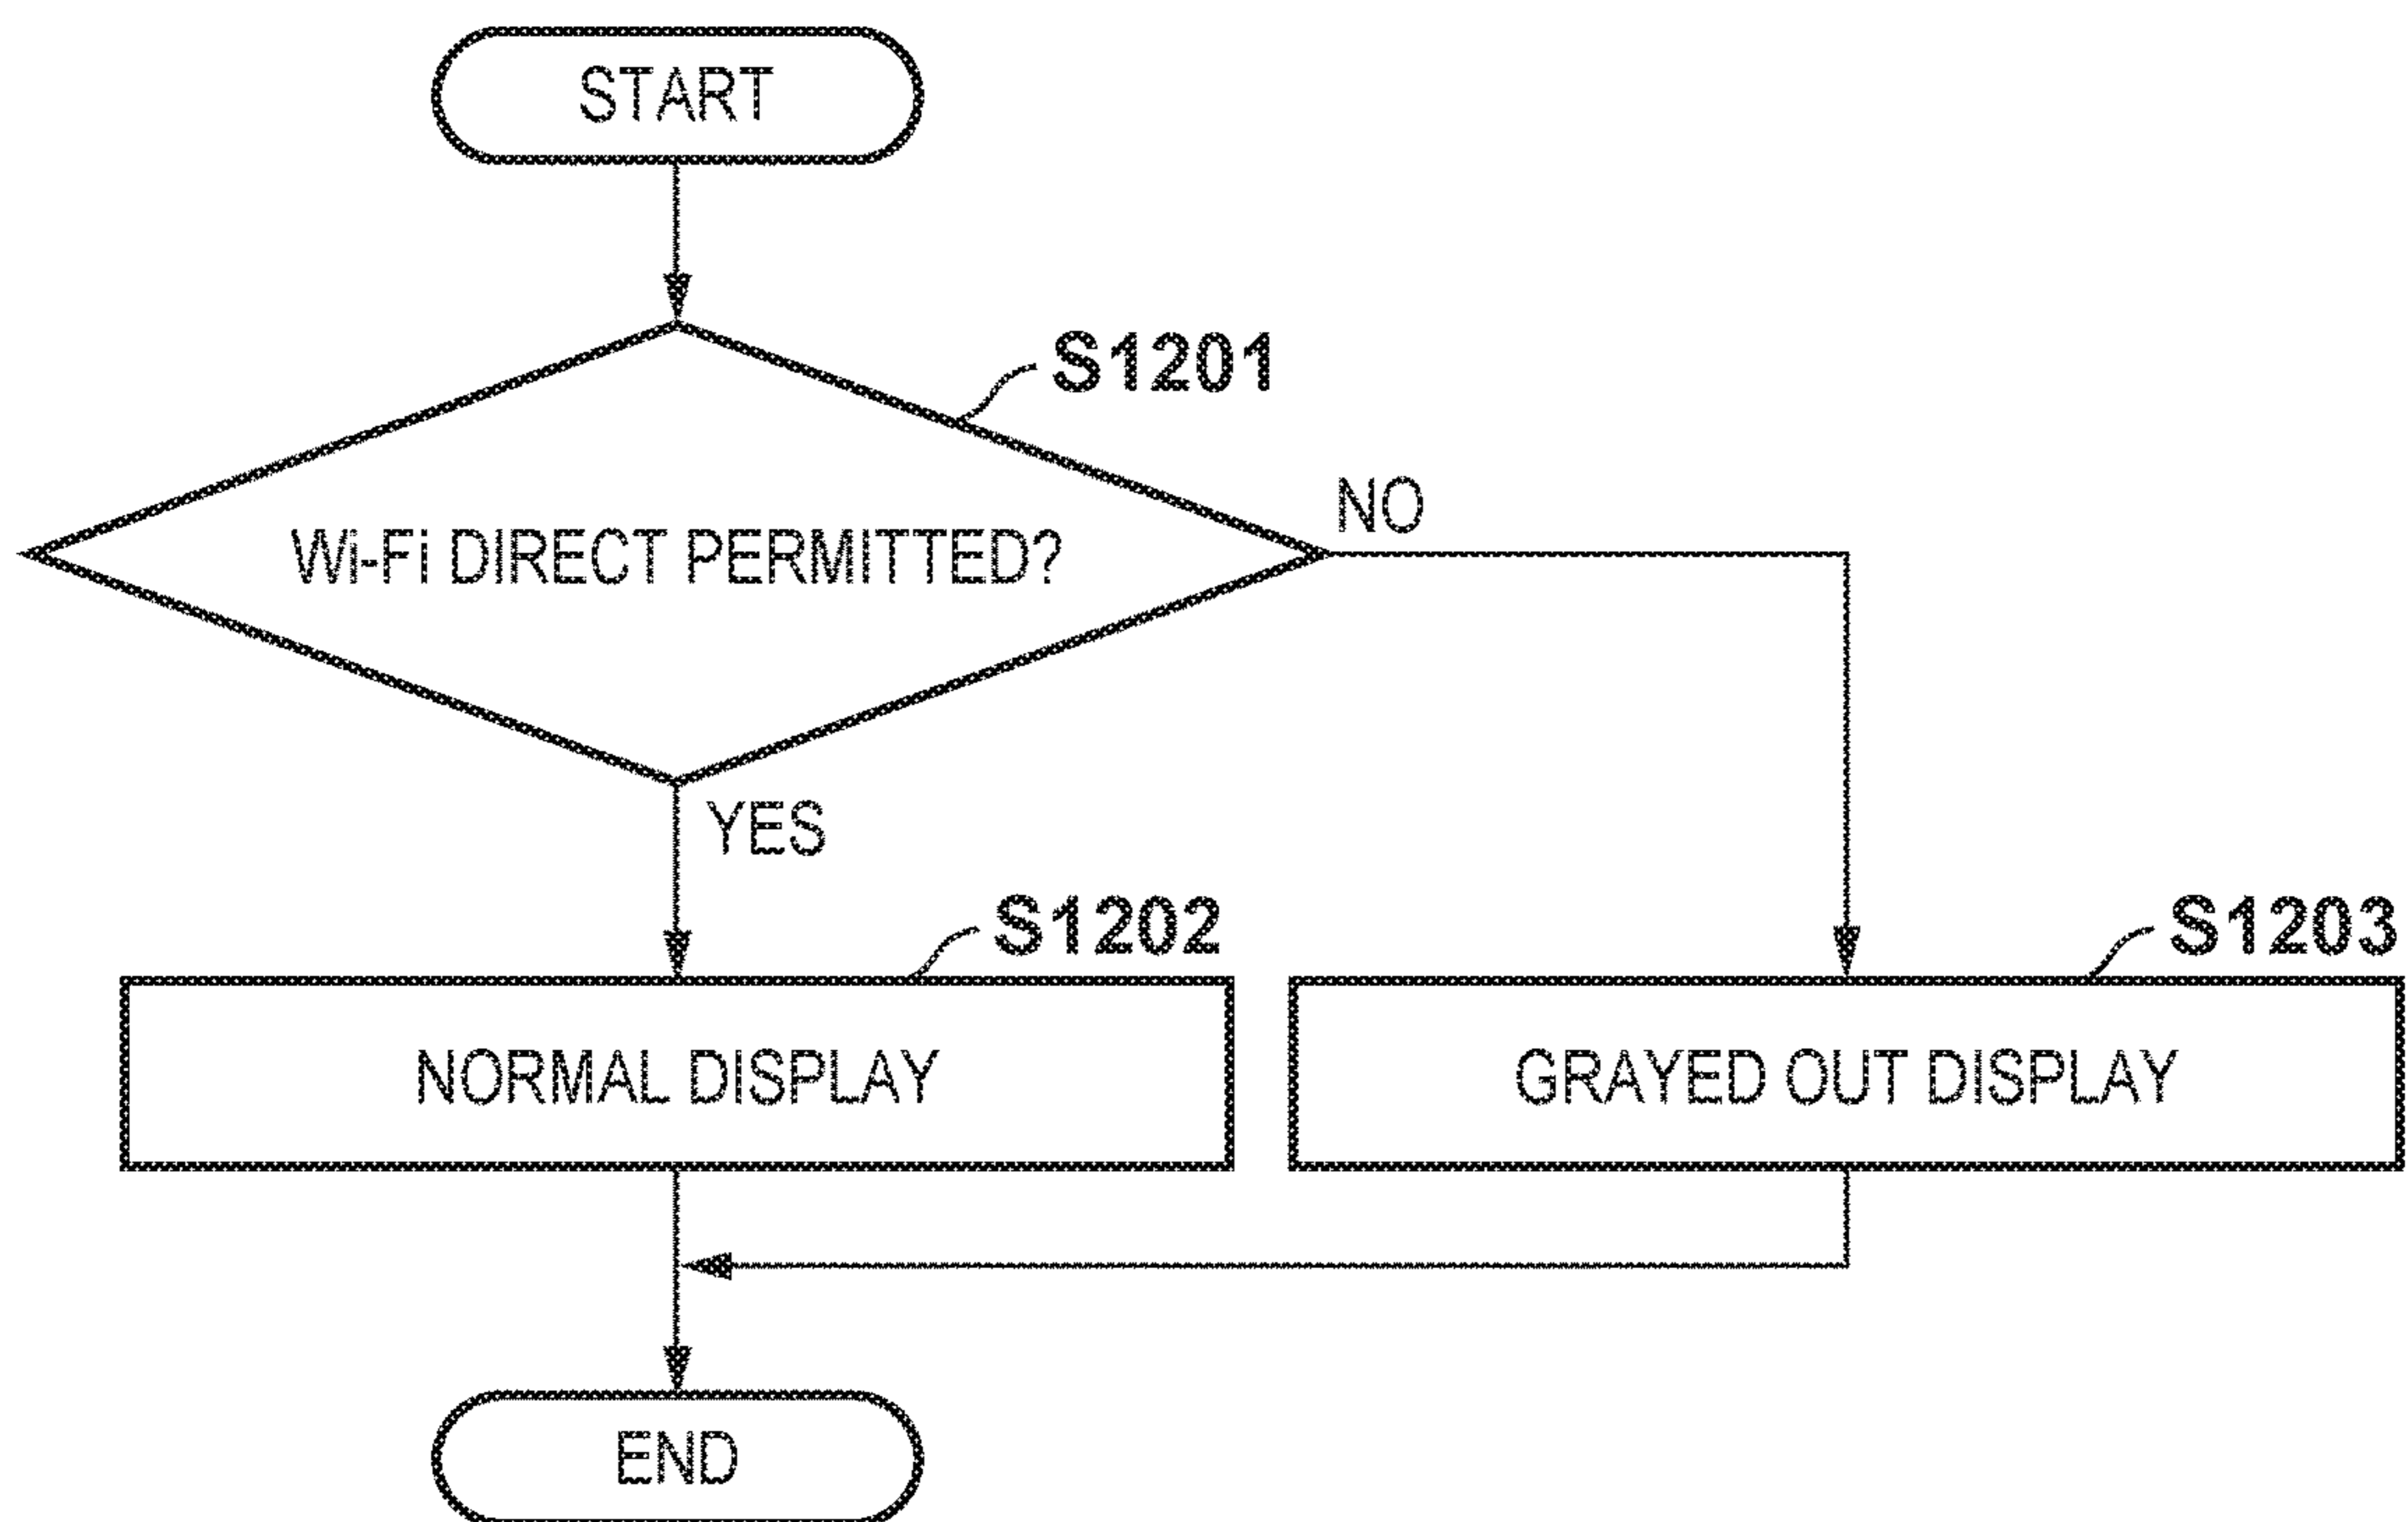 START
S1201
Wi-Fi DIRECT PERMITTED?
NO
YES
S1202
S1203
NORMAL DISPLAY
GRAYED OUT DISPLAY
END